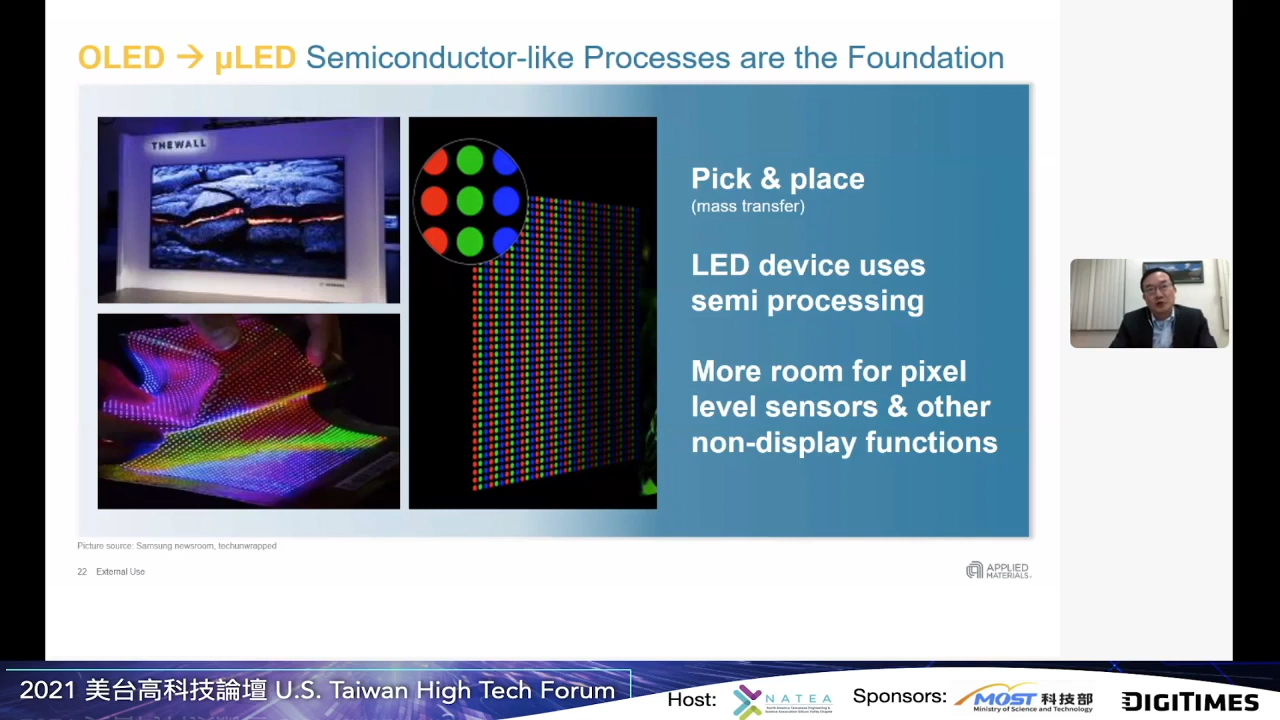 OLED → μLED Semiconductor-like Processes are the Foundation
THE WALL
Pick & place
(mass transfer)
LED device uses
semi processing
More room for pixel
level sensors & other
non-display functions
Picture source: Samsung newsroom, techunwrapped
22 External Use
APPLIED
MATERIALS
2021 美台高科技論壇 U.S. Taiwan High Tech Forum
Host:
NATEA
Sponsors:
MOST 科技部
Ministry of Science and Technology
DIGITIMES